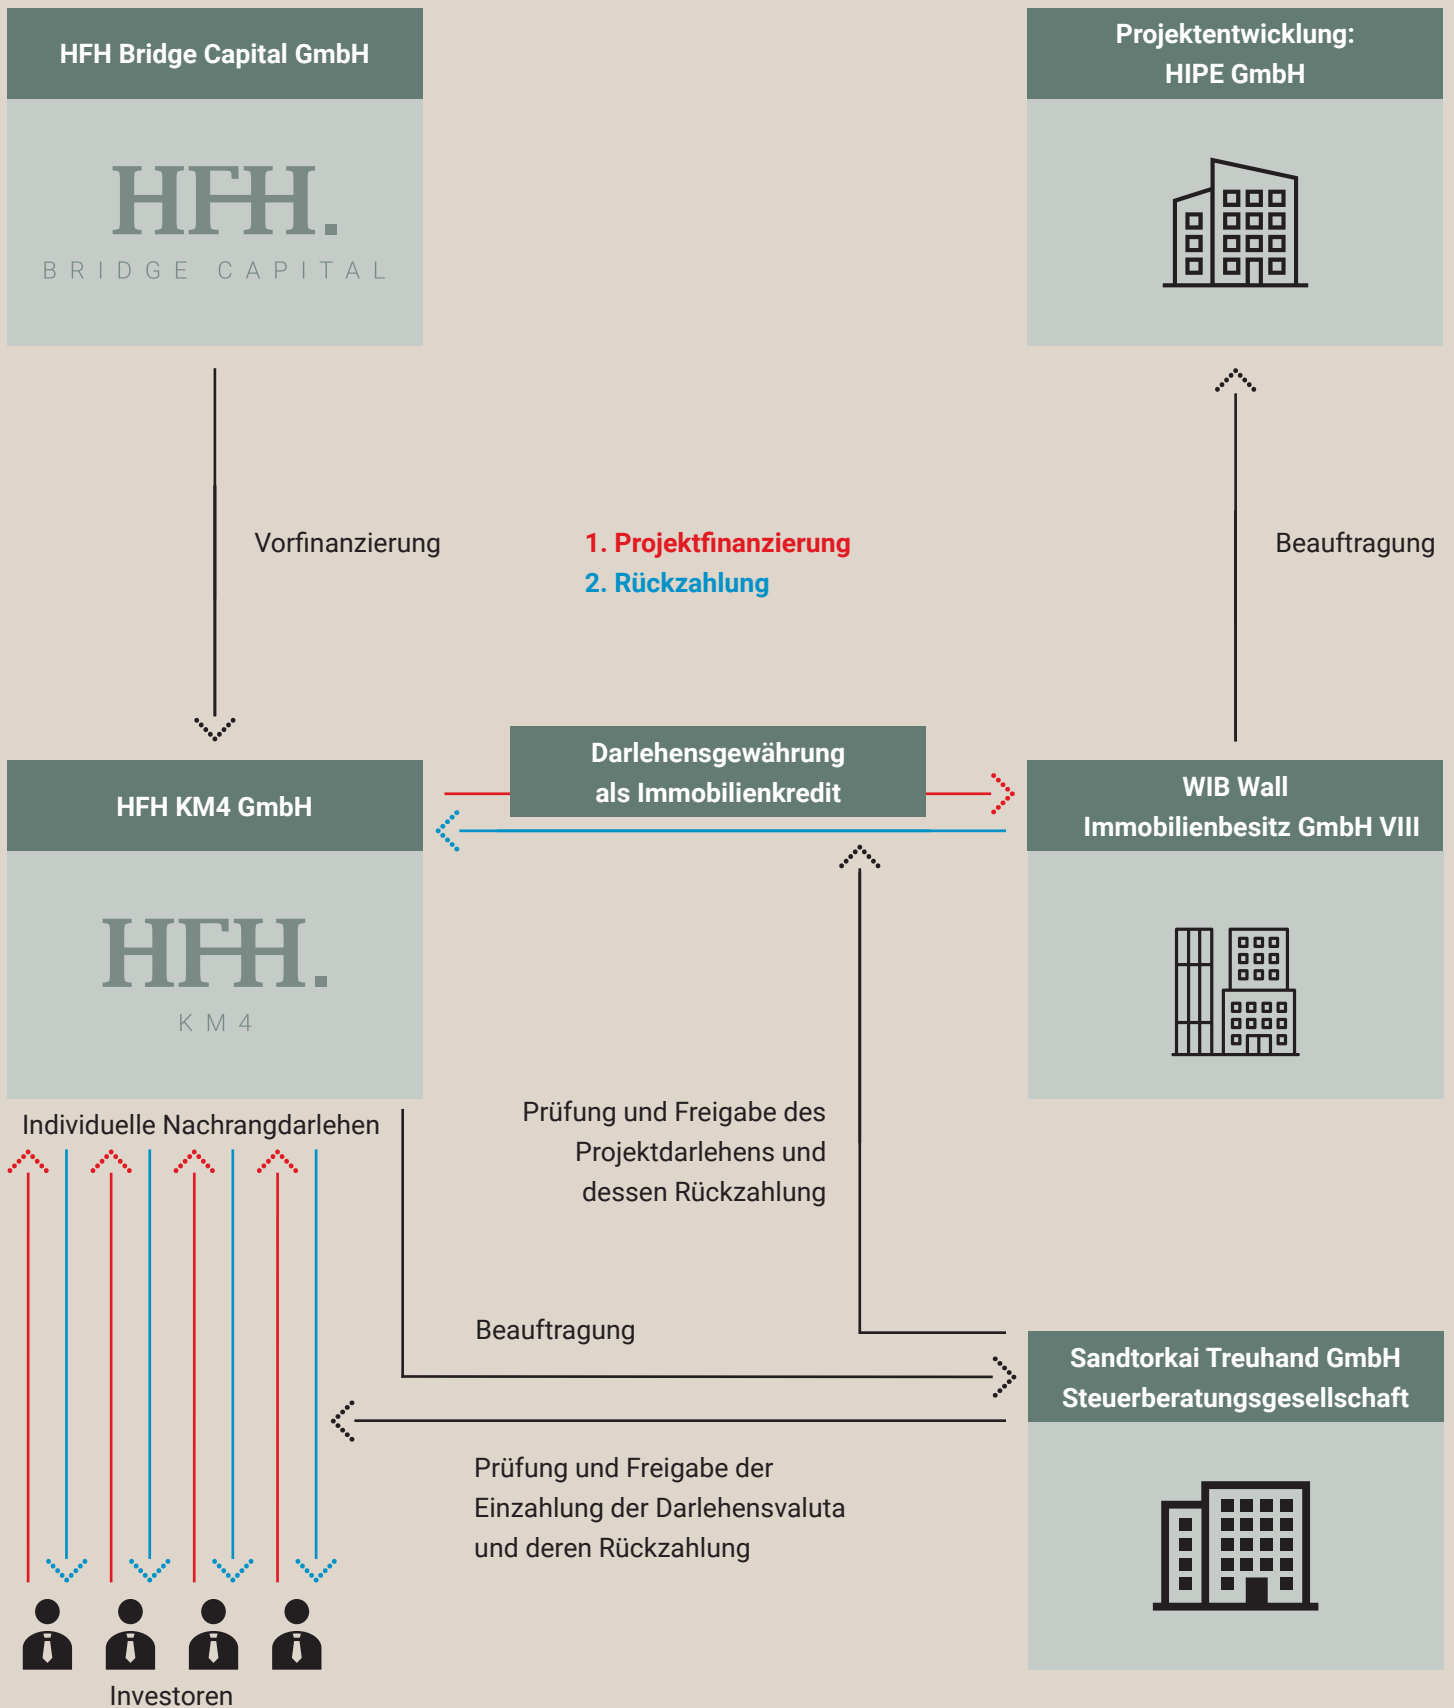 HFH Bridge Capital GmbH
HFH.
BRIDGE CAPITAL
Projektentwicklung:
HIPE GmbH
Vorfinanzierung
1. Projektfinanzierung
2. Rückzahlung
Beauftragung
HFH KM4 GmbH
HFH.
KM4
Darlehensgewährung
als Immobilienkredit
WIB Wall
Immobilienbesitz GmbH VIII
Individuelle Nachrangdarlehen
Prüfung und Freigabe des
Projektdarlehens und
dessen Rückzahlung
Beauftragung
Sandtorkai Treuhand GmbH
Steuerberatungsgesellschaft
Prüfung und Freigabe der
Einzahlung der Darlehensvaluta
und deren Rückzahlung
Investoren